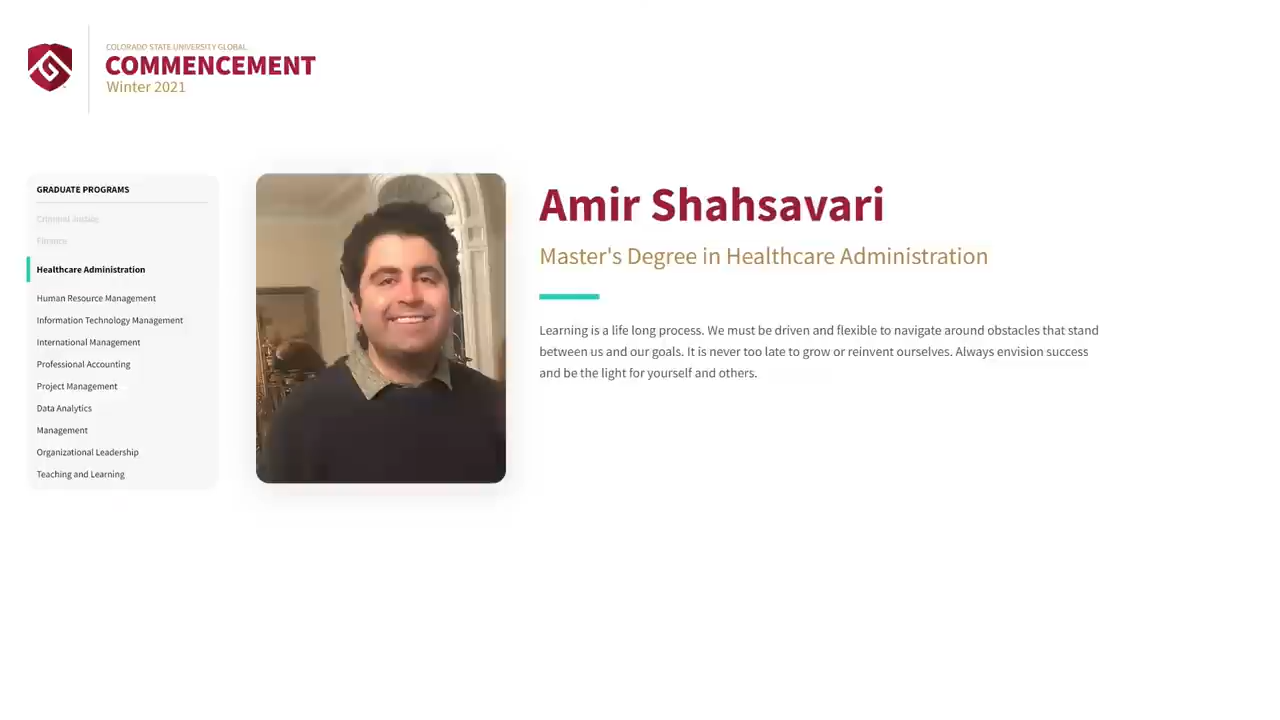 COLORADO STATE UNIVERSITY GLOBAL
COMMENCEMENT
Winter 2021
GRADUATE PROGRAMS
Criminal Justice
Finance
Healthcare Administration
Human Resource Management
Information Technology Management
International Management
Professional Accounting
Project Management
Data Analytics
Management
Organizational Leadership
Teaching and Learning
Amir Shahsavari
Master's Degree in Healthcare Administration
Learning is a life long process. We must be driven and flexible to navigate around obstacles that stand
between us and our goals. It is never too late to grow or reinvent ourselves. Always envision success
and be the light for yourself and others.